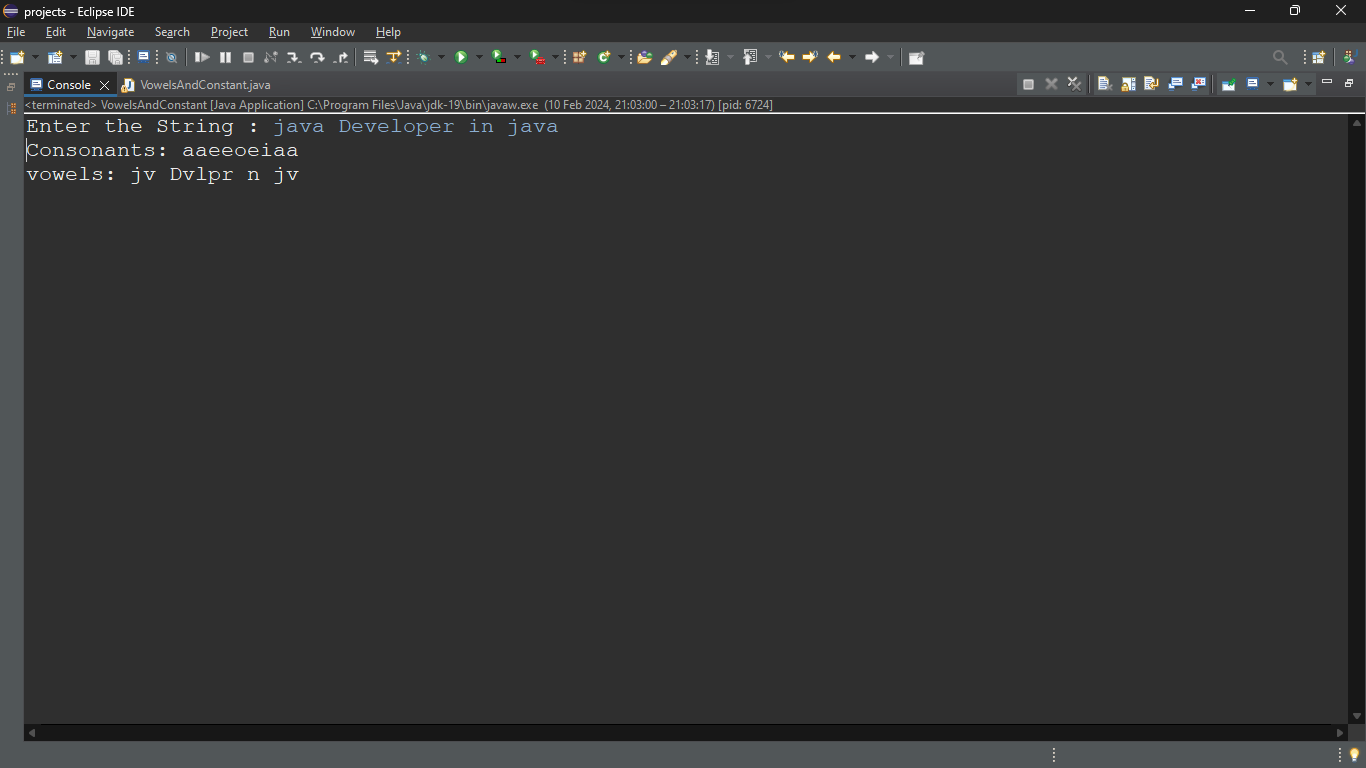 projects - Eclipse IDE
File Edit Navigate Search Project Run Window Help
Console VowelsAndConstant.java
<terminated> VowelsAndConstant [Java Application] C:\Program Files\Java\jdk-19\bin\javaw.exe (10 Feb 2024, 21:03:00 – 21:03:17) [pid: 6724]
Enter the String : java Developer in java
Consonants: aaeeoeiaa
vowels: jv Dvlpr n jv